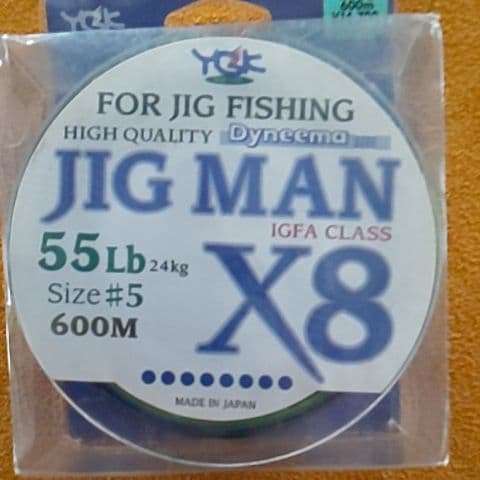 600m
YGK
FOR JIG FISHING
HIGH QUALITY Dyneema
JIG MAN
IGFA CLASS
55Lb 24kg
X8
Size #5
600M
MADE IN JAPAN